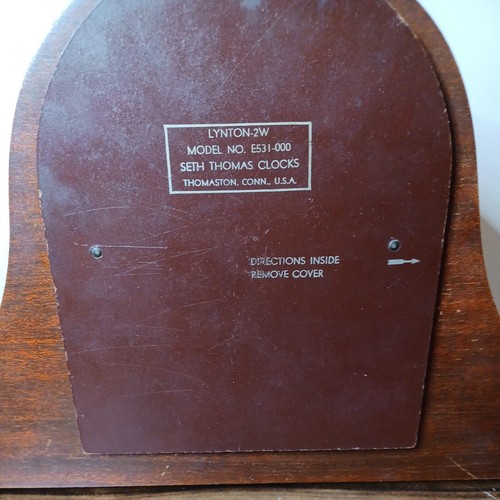 LYNTON-2W
MODEL NO. E531-000
SETH THOMAS CLOCKS
THOMASTON, CONN., U.S.A.
DIRECTIONS INSIDE
REMOVE COVER